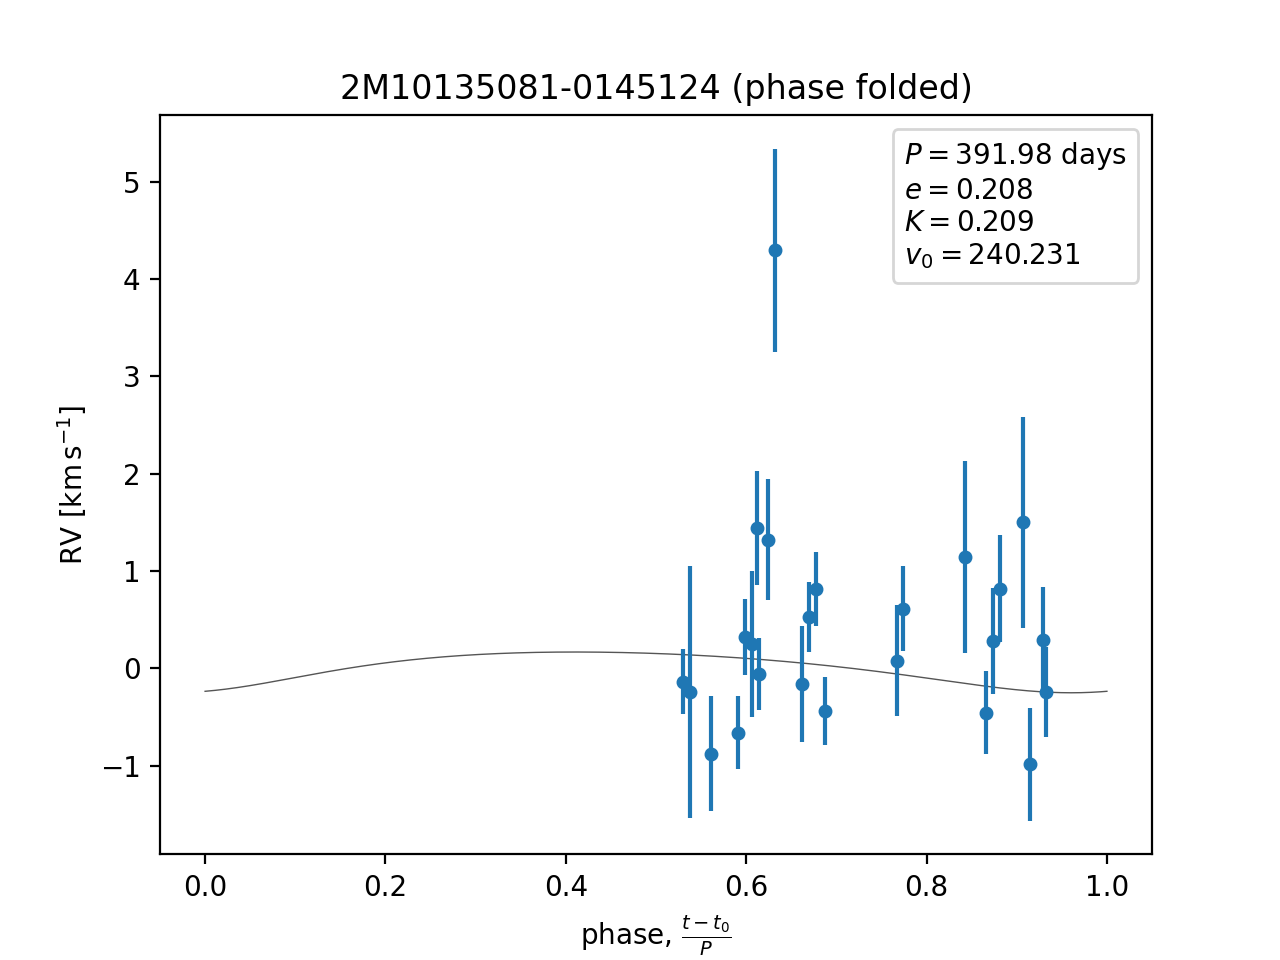 2M10135081-0145124 (phase folded)
P = 391.98 days
e = 0.208
K = 0.209
v₀ = 240.231
RV [km s⁻¹]
5
4
3
2
1
0
−1
0.0 0.2 0.4 0.6 0.8 1.0
phase, (t − t₀)/P